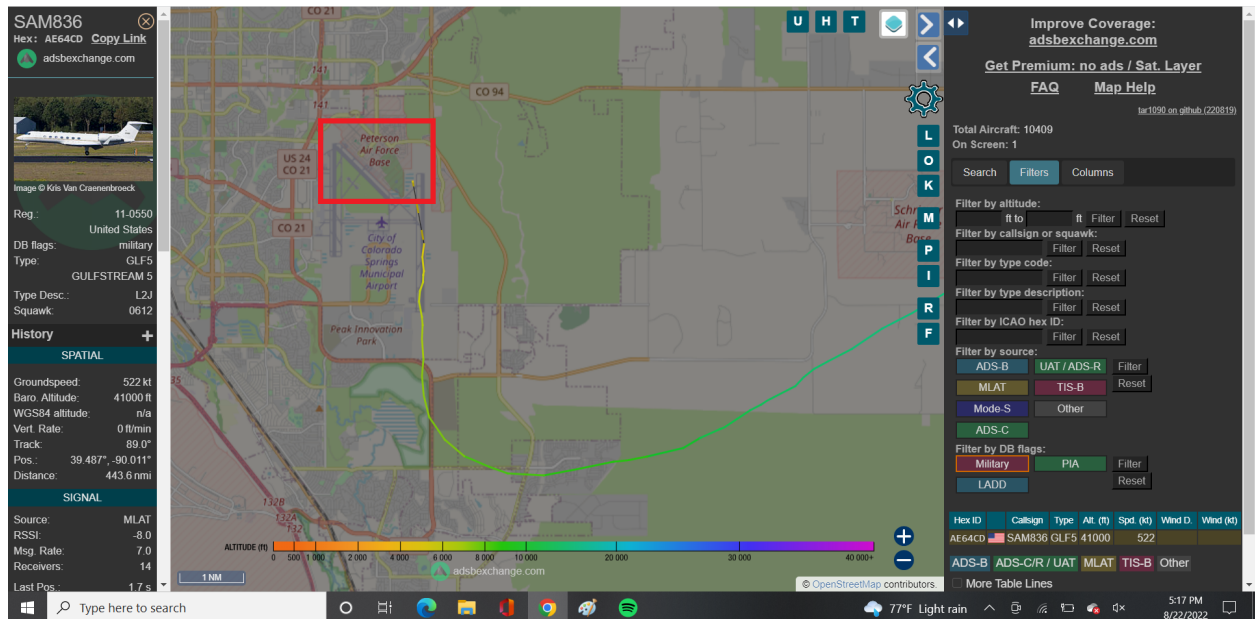 SAM836
Hex: AE64CD Copy Link
adsbexchange.com
Image © Kris Van Craenenbroeck
Reg.: 11-0550
United States
DB flags: military
Type: GLF5
GULFSTREAM 5
Type Desc.: L2J
Squawk: 0612
History +
SPATIAL
Groundspeed: 522 kt
Baro. Altitude: 41000 ft
WGS84 altitude: n/a
Vert. Rate: 0 ft/min
Track: 89.0°
Pos.: 39.487°, -90.011°
Distance: 443.6 nmi
SIGNAL
Source: MLAT
RSSI: -8.0
Msg. Rate: 7.0
Receivers: 14
Last Pos.: 1.7 s
CO 21
141
141
CO 94
Peterson
Air Force
Base
US 24
CO 21
CO 21
City of
Colorado
Springs
Municipal
Airport
Peak Innovation
Park
35
132B
132A
132
ALTITUDE (ft)
0 500 1 000 2 000 4 000 6 000 8 000 10 000 20 000 30 000 40 000+
adsbexchange.com
1 NM
© OpenStreetMap contributors.
U H T
L
O
K
M
P
I
R
F
Improve Coverage:
adsbexchange.com
Get Premium: no ads / Sat. Layer
FAQ Map Help
tar1090 on github (220819)
Total Aircraft: 10409
On Screen: 1
Search Filters Columns
Filter by altitude:
ft to ft Filter Reset
Filter by callsign or squawk:
Filter Reset
Filter by type code:
Filter Reset
Filter by type description:
Filter Reset
Filter by ICAO hex ID:
Filter Reset
Filter by source:
ADS-B UAT / ADS-R Filter
MLAT TIS-B Reset
Mode-S Other
ADS-C
Filter by DB flags:
Military PIA Filter
LADD Reset
Hex ID Callsign Type Alt. (ft) Spd. (kt) Wind D. Wind (kt)
AE64CD SAM836 GLF5 41000 522
ADS-B ADS-C/R / UAT MLAT TIS-B Other
More Table Lines
Type here to search
77°F Light rain
5:17 PM
8/22/2022